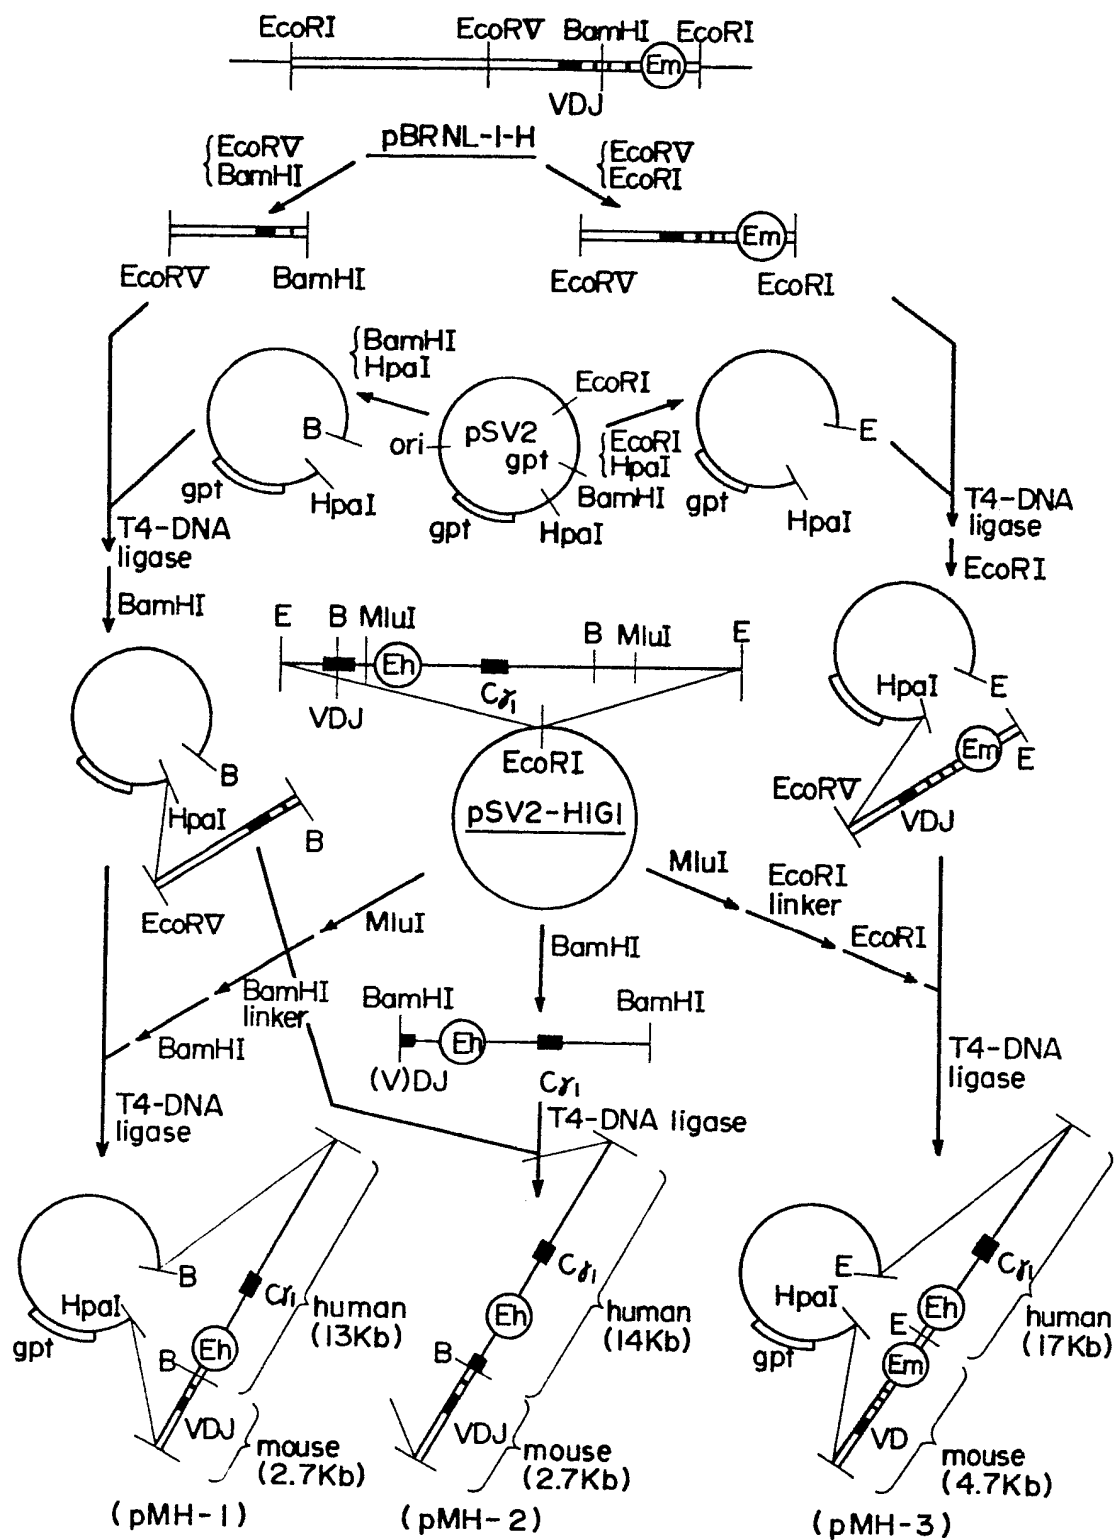 EcoRI EcoRV BamHI EcoRI
Em
VDJ
pBRNL-1-H
{EcoRV
BamHI
{EcoRV
EcoRI
Em
EcoRV BamHI
EcoRV EcoRI
{BamHI
HpaI
EcoRI
B
ori
pSV2
gpt
{EcoRI
HpaI
E
gpt
HpaI
gpt
BamHI
HpaI
gpt
HpaI
T4-DNA
ligase
T4-DNA
ligase
BamHI
EcoRI
E B MluI B MluI E
Eh
VDJ
Cγ1
HpaI
E
Em
E
B
EcoRI
EcoRV
VDJ
HpaI
B
pSV2-HIGI
EcoRV
MluI
EcoRI
linker
EcoRI
MluI
BamHI
BamHI
linker
BamHI
BamHI BamHI
Eh
(V)DJ
Cγ1
T4-DNA
ligase
T4-DNA ligase
T4-DNA
ligase
B
Cγ1
HpaI
gpt
Eh
B
human
(13Kb)
VDJ
mouse
(2.7Kb)
Cγ1
Eh
B
human
(14Kb)
VDJ
mouse
(2.7Kb)
E
Cγ1
HpaI
gpt
Eh
E
Em
human
(17Kb)
VD
mouse
(4.7Kb)
(pMH-1) (pMH-2) (pMH-3)